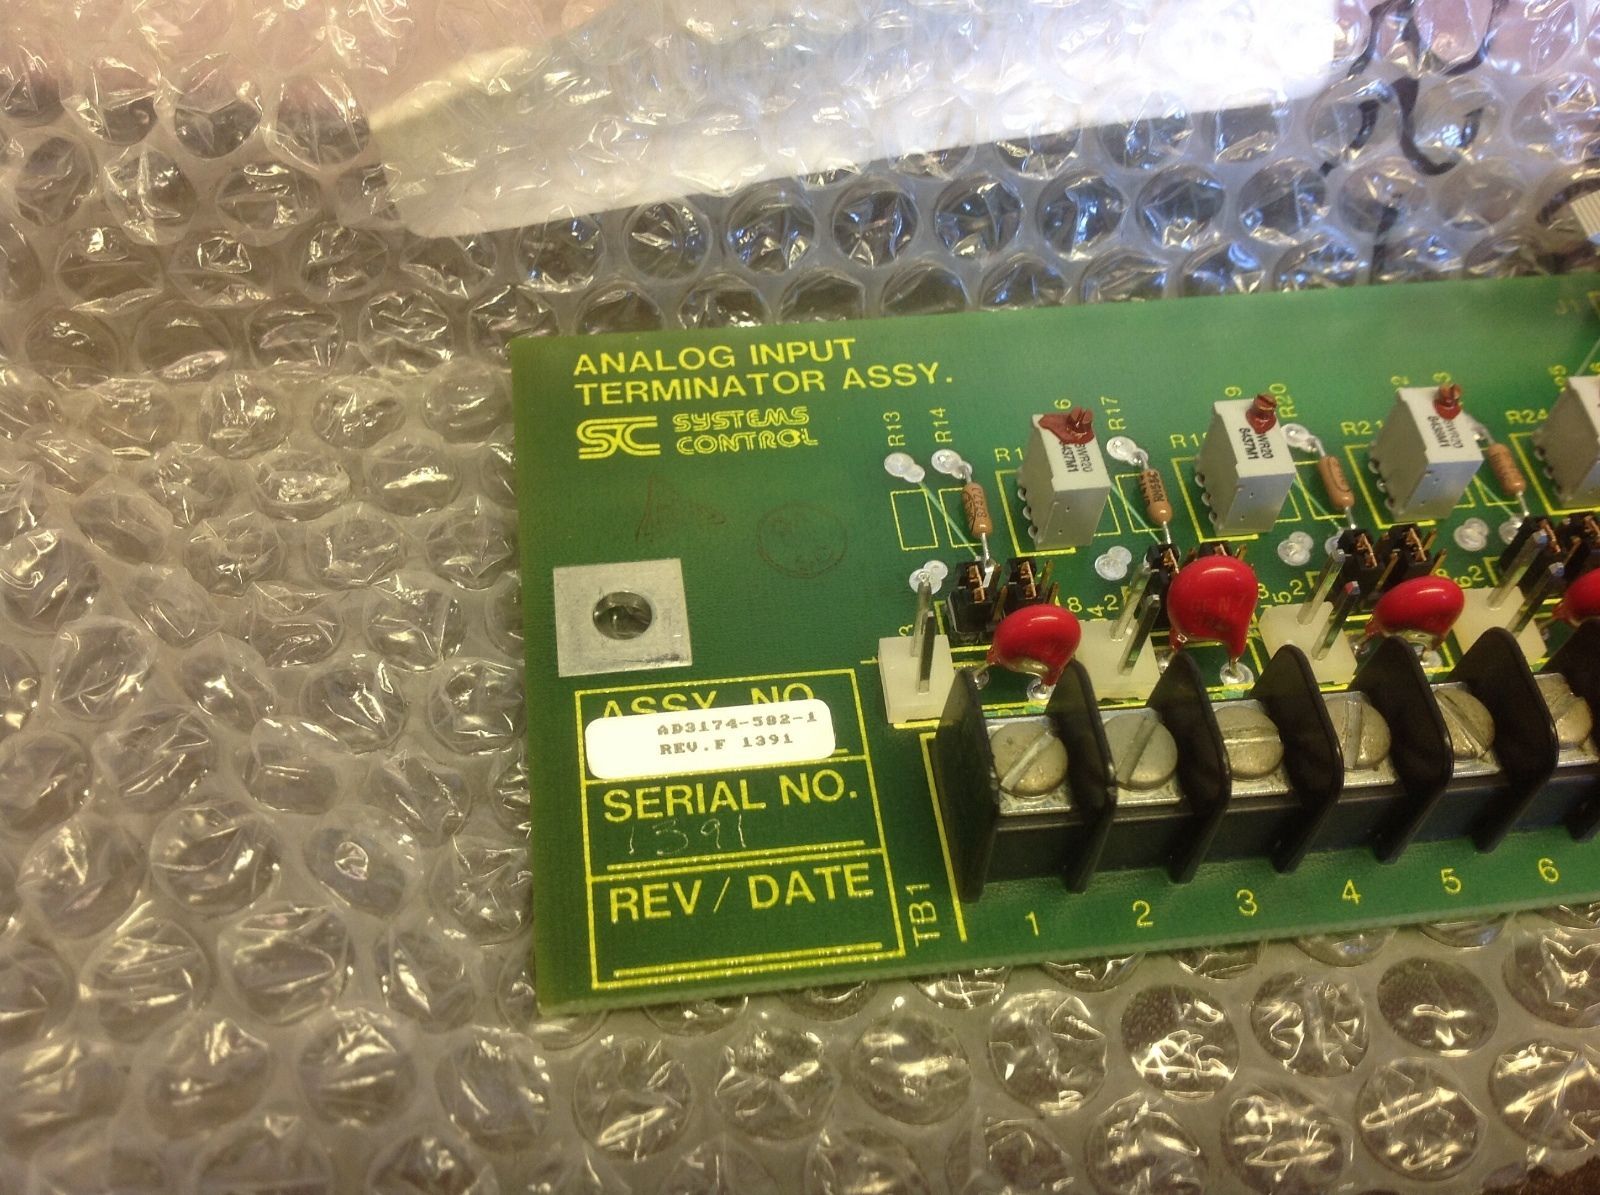 ANALOG INPUT
TERMINATOR ASSY.
SC SYSTEMS
CONTROL
R13
R14
R17
R20
R21
R24
ASSY. NO.
AD3174-582-1
REV.F 1391
SERIAL NO.
1391
REV / DATE
TB1
1 2 3 4 5 6